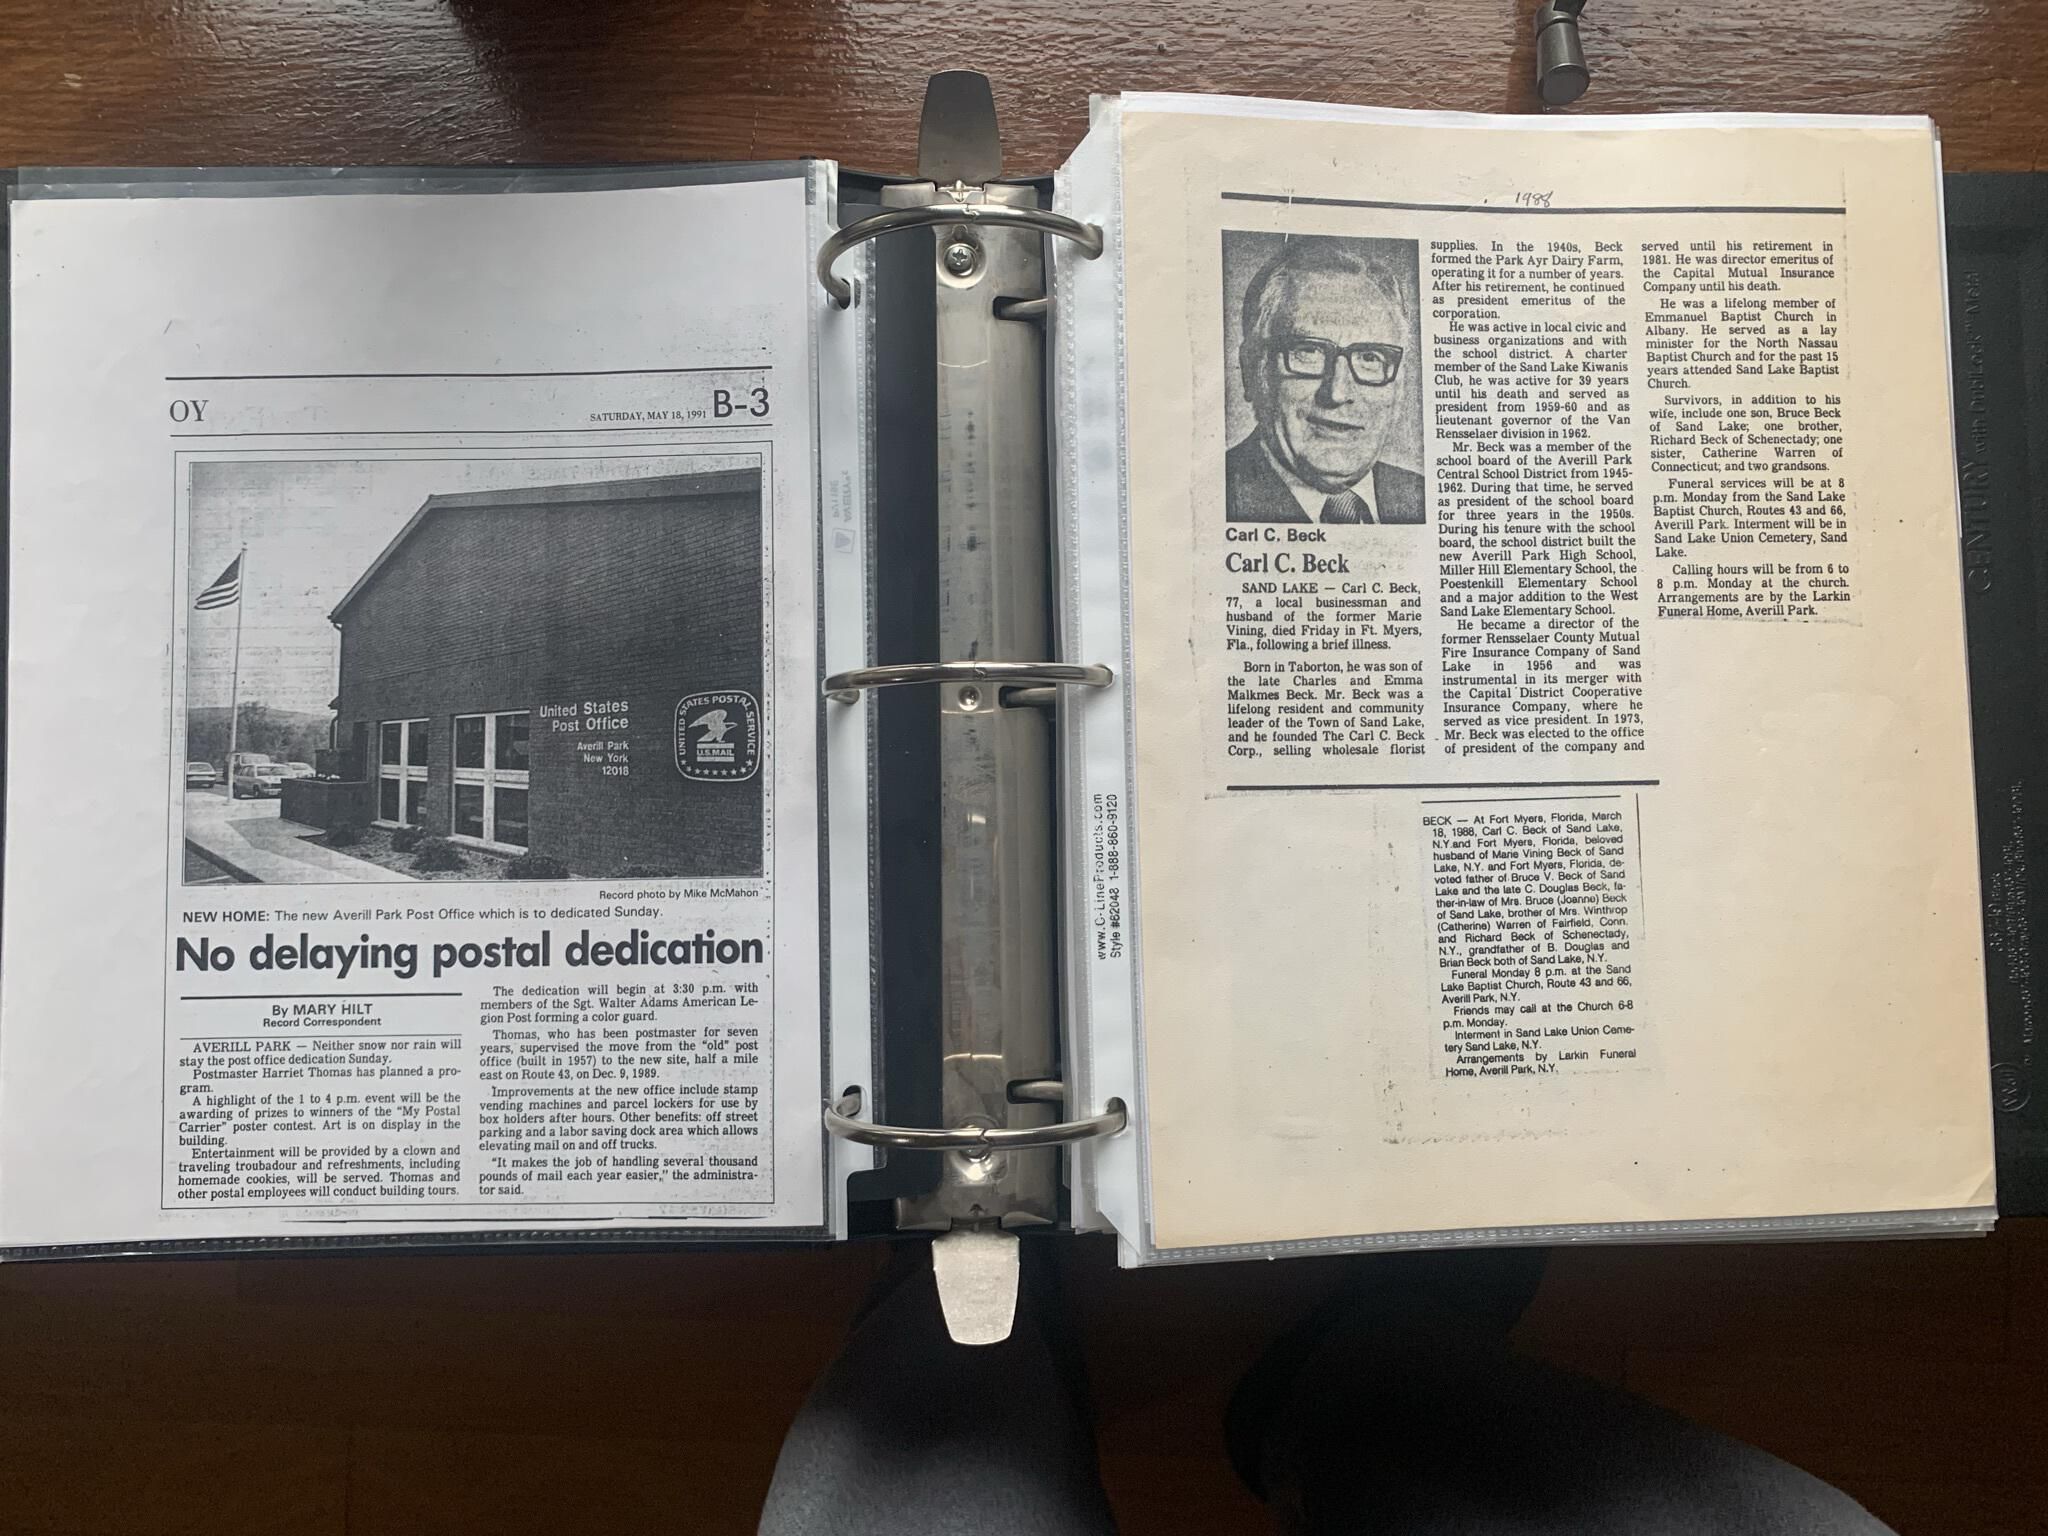 OY
SATURDAY, MAY 18, 1991 B-3
United States
Post Office
Averill Park
New York
12018
UNITED STATES POSTAL SERVICE
U.S.MAIL
Record photo by Mike McMahon
NEW HOME: The new Averill Park Post Office which is to dedicated Sunday.
No delaying postal dedication
By MARY HILT
Record Correspondent
AVERILL PARK — Neither snow nor rain will
stay the post office dedication Sunday.
Postmaster Harriet Thomas has planned a pro-
gram.
A highlight of the 1 to 4 p.m. event will be the
awarding of prizes to winners of the "My Postal
Carrier" poster contest. Art is on display in the
building.
Entertainment will be provided by a clown and
traveling troubadour and refreshments, including
homemade cookies, will be served. Thomas and
other postal employees will conduct building tours.
The dedication will begin at 3:30 p.m. with
members of the Sgt. Walter Adams American Le-
gion Post forming a color guard.
Thomas, who has been postmaster for seven
years, supervised the move from the "old" post
office (built in 1957) to the new site, half a mile
east on Route 43, on Dec. 9, 1989.
Improvements at the new office include stamp
vending machines and parcel lockers for use by
box holders after hours. Other benefits: off street
parking and a labor saving dock area which allows
elevating mail on and off trucks.
"It makes the job of handling several thousand
pounds of mail each year easier," the administra-
tor said.
www.C-LineProducts.com
Style #62048 1-888-860-9120
1988
Carl C. Beck
Carl C. Beck
SAND LAKE — Carl C. Beck,
77, a local businessman and
husband of the former Marie
Vining, died Friday in Ft. Myers,
Fla., following a brief illness.
Born in Taborton, he was son of
the late Charles and Emma
Malkmes Beck. Mr. Beck was a
lifelong resident and community
leader of the Town of Sand Lake,
and he founded The Carl C. Beck
Corp., selling wholesale florist
supplies. In the 1940s, Beck
formed the Park Ayr Dairy Farm,
operating it for a number of years.
After his retirement, he continued
as president emeritus of the
corporation.
He was active in local civic and
business organizations and with
the school district. A charter
member of the Sand Lake Kiwanis
Club, he was active for 39 years
until his death and served as
president from 1959-60 and as
lieutenant governor of the Van
Rensselaer division in 1962.
Mr. Beck was a member of the
school board of the Averill Park
Central School District from 1945-
1962. During that time, he served
as president of the school board
for three years in the 1950s.
During his tenure with the school
board, the school district built the
new Averill Park High School,
Miller Hill Elementary School, the
Poestenkill Elementary School
and a major addition to the West
Sand Lake Elementary School.
He became a director of the
former Rensselaer County Mutual
Fire Insurance Company of Sand
Lake in 1956 and was
instrumental in its merger with
the Capital District Cooperative
Insurance Company, where he
served as vice president. In 1973,
Mr. Beck was elected to the office
of president of the company and
served until his retirement in
1981. He was director emeritus of
the Capital Mutual Insurance
Company until his death.
He was a lifelong member of
Emmanuel Baptist Church in
Albany. He served as a lay
minister for the North Nassau
Baptist Church and for the past 15
years attended Sand Lake Baptist
Church.
Survivors, in addition to his
wife, include one son, Bruce Beck
of Sand Lake; one brother,
Richard Beck of Schenectady; one
sister, Catherine Warren of
Connecticut; and two grandsons.
Funeral services will be at 8
p.m. Monday from the Sand Lake
Baptist Church, Routes 43 and 66,
Averill Park. Interment will be in
Sand Lake Union Cemetery, Sand
Lake.
Calling hours will be from 6 to
8 p.m. Monday at the church.
Arrangements are by the Larkin
Funeral Home, Averill Park.
BECK — At Fort Myers, Florida, March
18, 1988, Carl C. Beck of Sand Lake,
N.Y.and Fort Myers, Florida, beloved
husband of Marie Vining Beck of Sand
Lake, N.Y. and Fort Myers, Florida, de-
voted father of Bruce V. Beck of Sand
Lake and the late C. Douglas Beck, fa-
ther-in-law of Mrs. Bruce (Joanne) Beck
of Sand Lake, brother of Mrs. Winthrop
(Catherine) Warren of Fairfield, Conn.
and Richard Beck of Schenectady,
N.Y., grandfather of B. Douglas and
Brian Beck both of Sand Lake, N.Y.
Funeral Monday 8 p.m. at the Sand
Lake Baptist Church, Route 43 and 66,
Averill Park, N.Y.
Friends may call at the Church 6-8
p.m. Monday.
Interment in Sand Lake Union Ceme-
tery Sand Lake, N.Y.
Arrangements by Larkin Funeral
Home, Averill Park, N.Y.
CENTURY